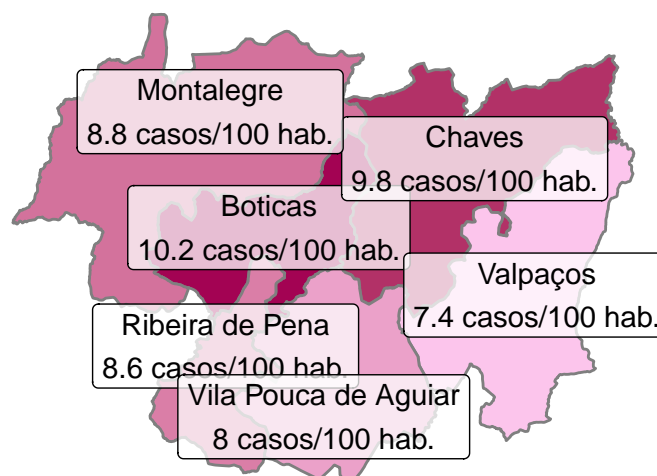 Montalegre
8.8 casos/100 hab.
Chaves
9.8 casos/100 hab.
Boticas
10.2 casos/100 hab.
Valpaços
7.4 casos/100 hab.
Ribeira de Pena
8.6 casos/100 hab.
Vila Pouca de Aguiar
8 casos/100 hab.